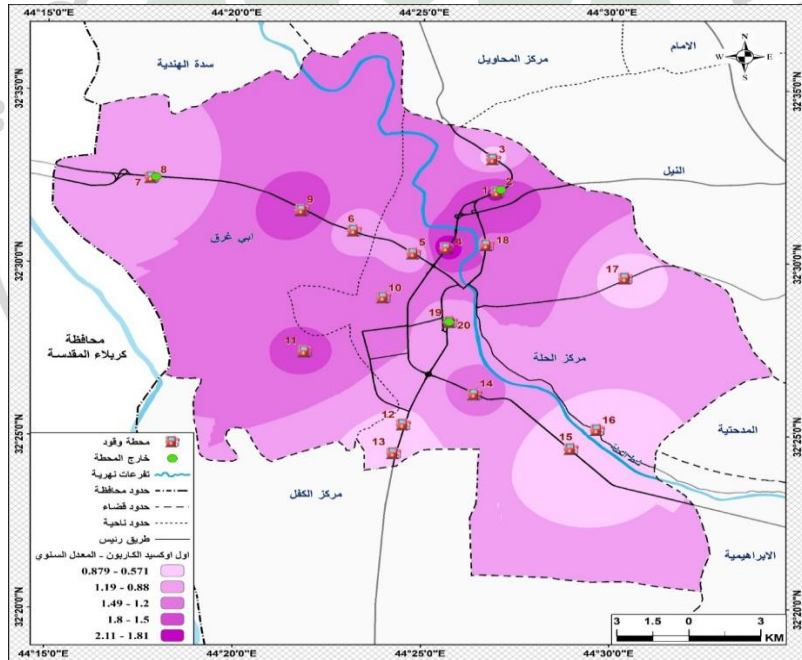 44°15'0"E
44°20'0"E
44°25'0"E
44°30'0"E
32°35'0"N
32°35'0"N
سدة الهندية
مركز المحاويل
الامام
N
W
E
S
النيل
3
8
7
2
1
9
6
ابي غرق
5
4
18
32°30'0"N
32°30'0"N
17
10
19
20
محافظة
كربلاء المقدسة
11
مركز الحلة
14
المدحتية
12
16
13
15
32°25'0"N
32°25'0"N
مركز الكفل
الابراهيمية
محطة وقود
خارج المحطة
تفرعات نهرية
حدود محافظة
حدود قضاء
حدود ناحية
طريق رئيس
اول اوكسيد الكاربون - المعدل السنوي
0.879 - 0.571
1.19 - 0.88
1.49 - 1.2
1.8 - 1.5
2.11 - 1.81
32°20'0"N
32°20'0"N
3 1.5 0 3
KM
44°15'0"E
44°20'0"E
44°25'0"E
44°30'0"E